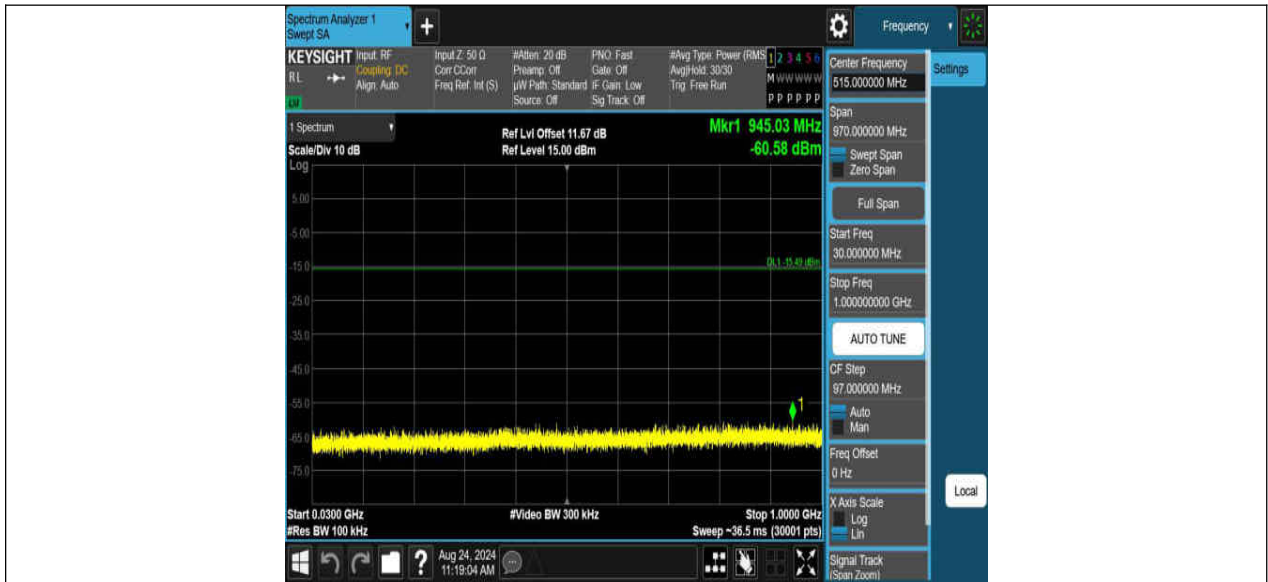 Spectrum Analyzer 1
Swept SA
+
Frequency
KEYSIGHT
RL
Input: RF
Coupling: DC
Align: Auto
Input Z: 50 Ω
Corr CCorr
Freq Ref: Int (S)
#Atten: 20 dB
Preamp: Off
µW Path: Standard
Source: Off
PNO: Fast
Gate: Off
IF Gain: Low
Sig Track: Off
#Avg Type: Power (RMS
Avg|Hold: 30/30
Trig: Free Run
1 2 3 4 5 6
M W W W W W
P P P P P P
1 Spectrum
Scale/Div 10 dB
Ref Lvl Offset 11.67 dB
Ref Level 15.00 dBm
Mkr1 945.03 MHz
-60.58 dBm
Log
5.00
-5.00
-15.0
DL1 -15.49 dBm
-25.0
-35.0
-45.0
-55.0
1
-65.0
-75.0
Start 0.0300 GHz
#Video BW 300 kHz
Stop 1.0000 GHz
#Res BW 100 kHz
Sweep ~36.5 ms (30001 pts)
?
Aug 24, 2024
11:19:04 AM
Center Frequency
515.000000 MHz
Settings
Span
970.000000 MHz
Swept Span
Zero Span
Full Span
Start Freq
30.000000 MHz
Stop Freq
1.000000000 GHz
AUTO TUNE
CF Step
97.000000 MHz
Auto
Man
Freq Offset
0 Hz
Local
X Axis Scale
Log
Lin
Signal Track
(Span Zoom)